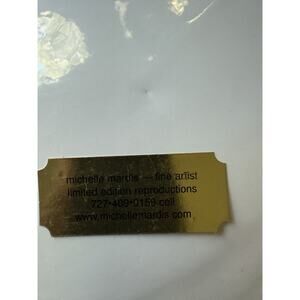 michelle mardis — fine artist
limited edition reproductions
727•409•0159 cell
www.michellemardis.com